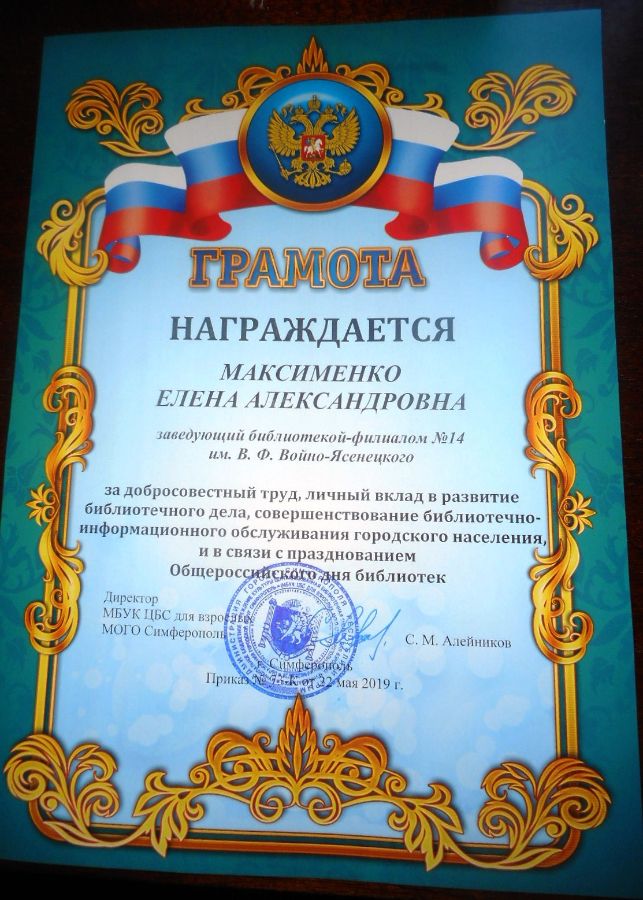 ГРАМОТА
НАГРАЖДАЕТСЯ
МАКСИМЕНКО
ЕЛЕНА АЛЕКСАНДРОВНА
заведующий библиотекой-филиалом №14
им. В. Ф. Войно-Ясенецкого
за добросовестный труд, личный вклад в развитие
библиотечного дела, совершенствование библиотечно-
информационного обслуживания городского населения,
и в связи с празднованием
Общероссийского дня библиотек
Директор
МБУК ЦБС для взрослых
МОГО Симферополь
С. М. Алейников
г. Симферополь
Приказ № от 22 мая 2019 г.